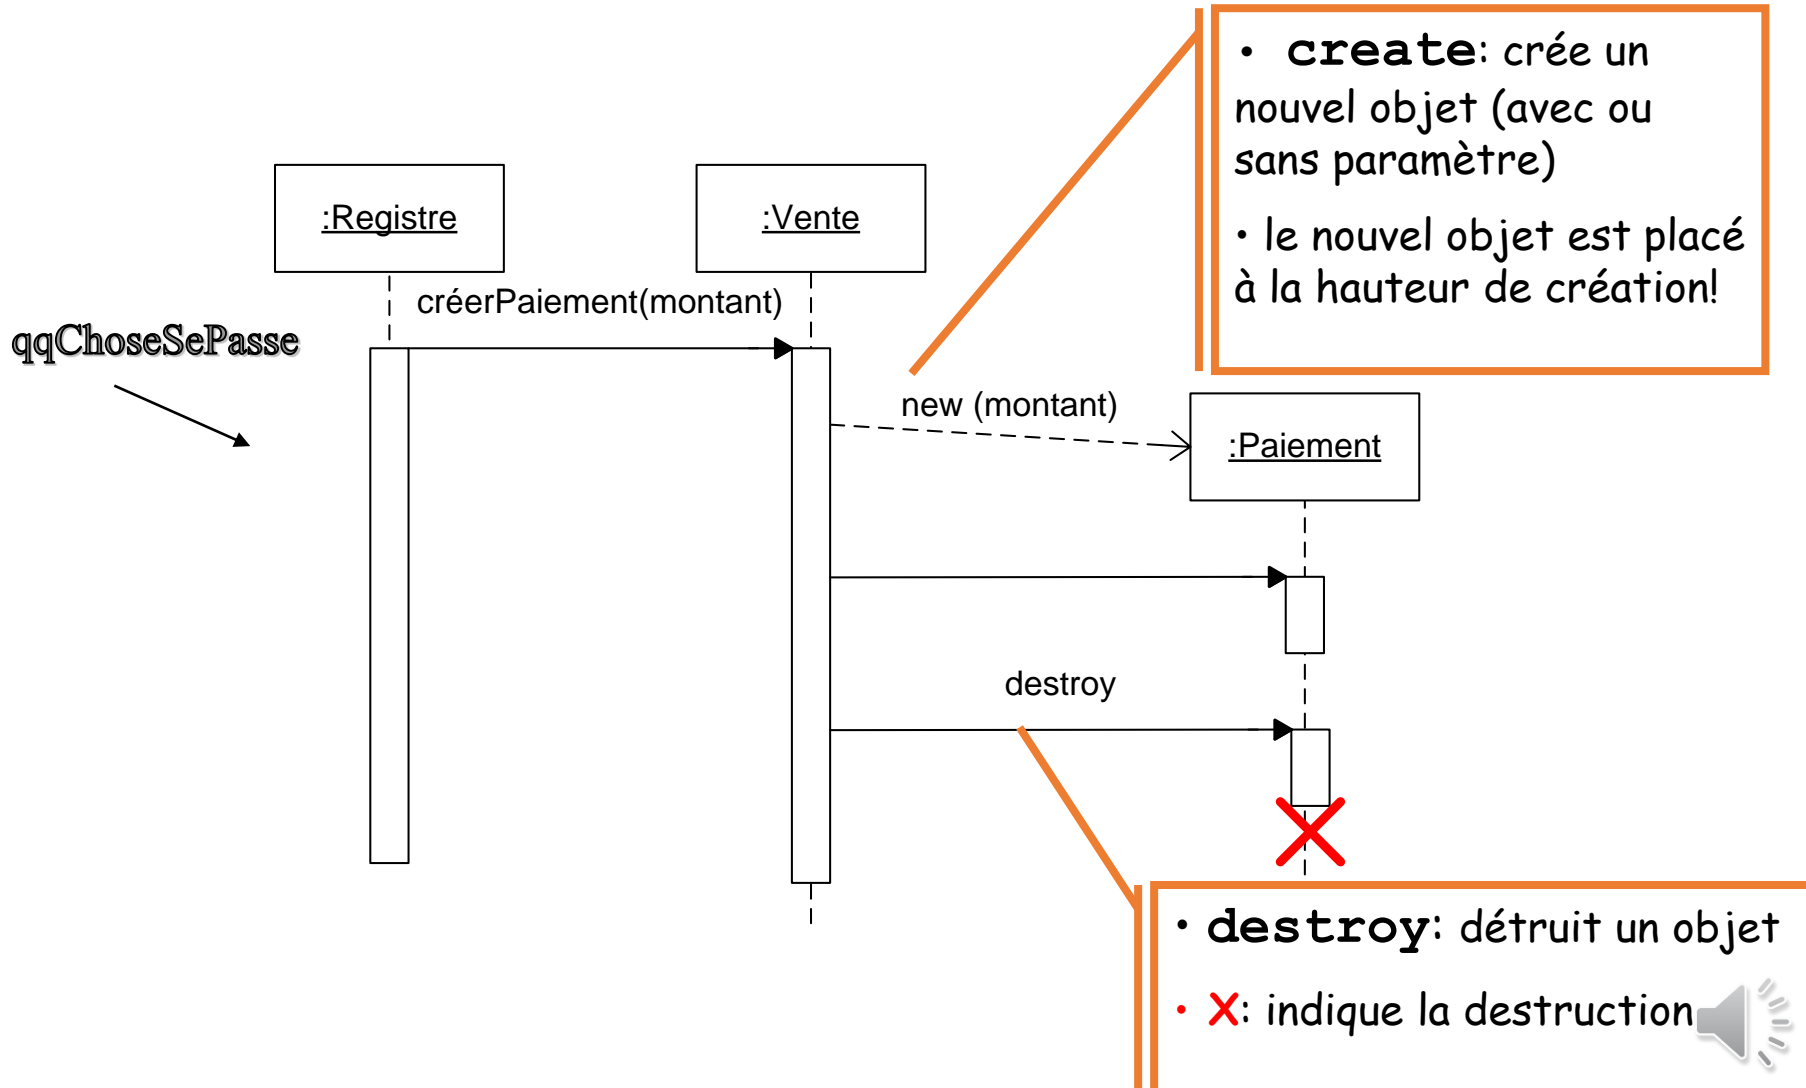 • create: crée un
nouvel objet (avec ou
sans paramètre)
• le nouvel objet est placé
à la hauteur de création!
:Registre
:Vente
créerPaiement(montant)
qqChoseSePasse
new (montant)
:Paiement
destroy
• destroy: détruit un objet
• X: indique la destruction